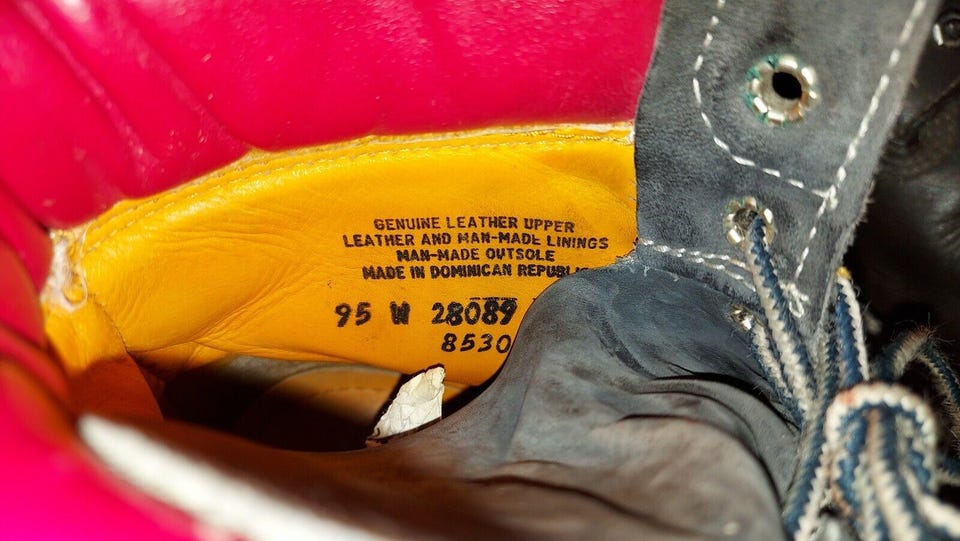 GENUINE LEATHER UPPER
LEATHER AND MAN-MADE LININGS
MAN-MADE OUTSOLE
MADE IN DOMINICAN REPUBLIC
95 W 28089
8530